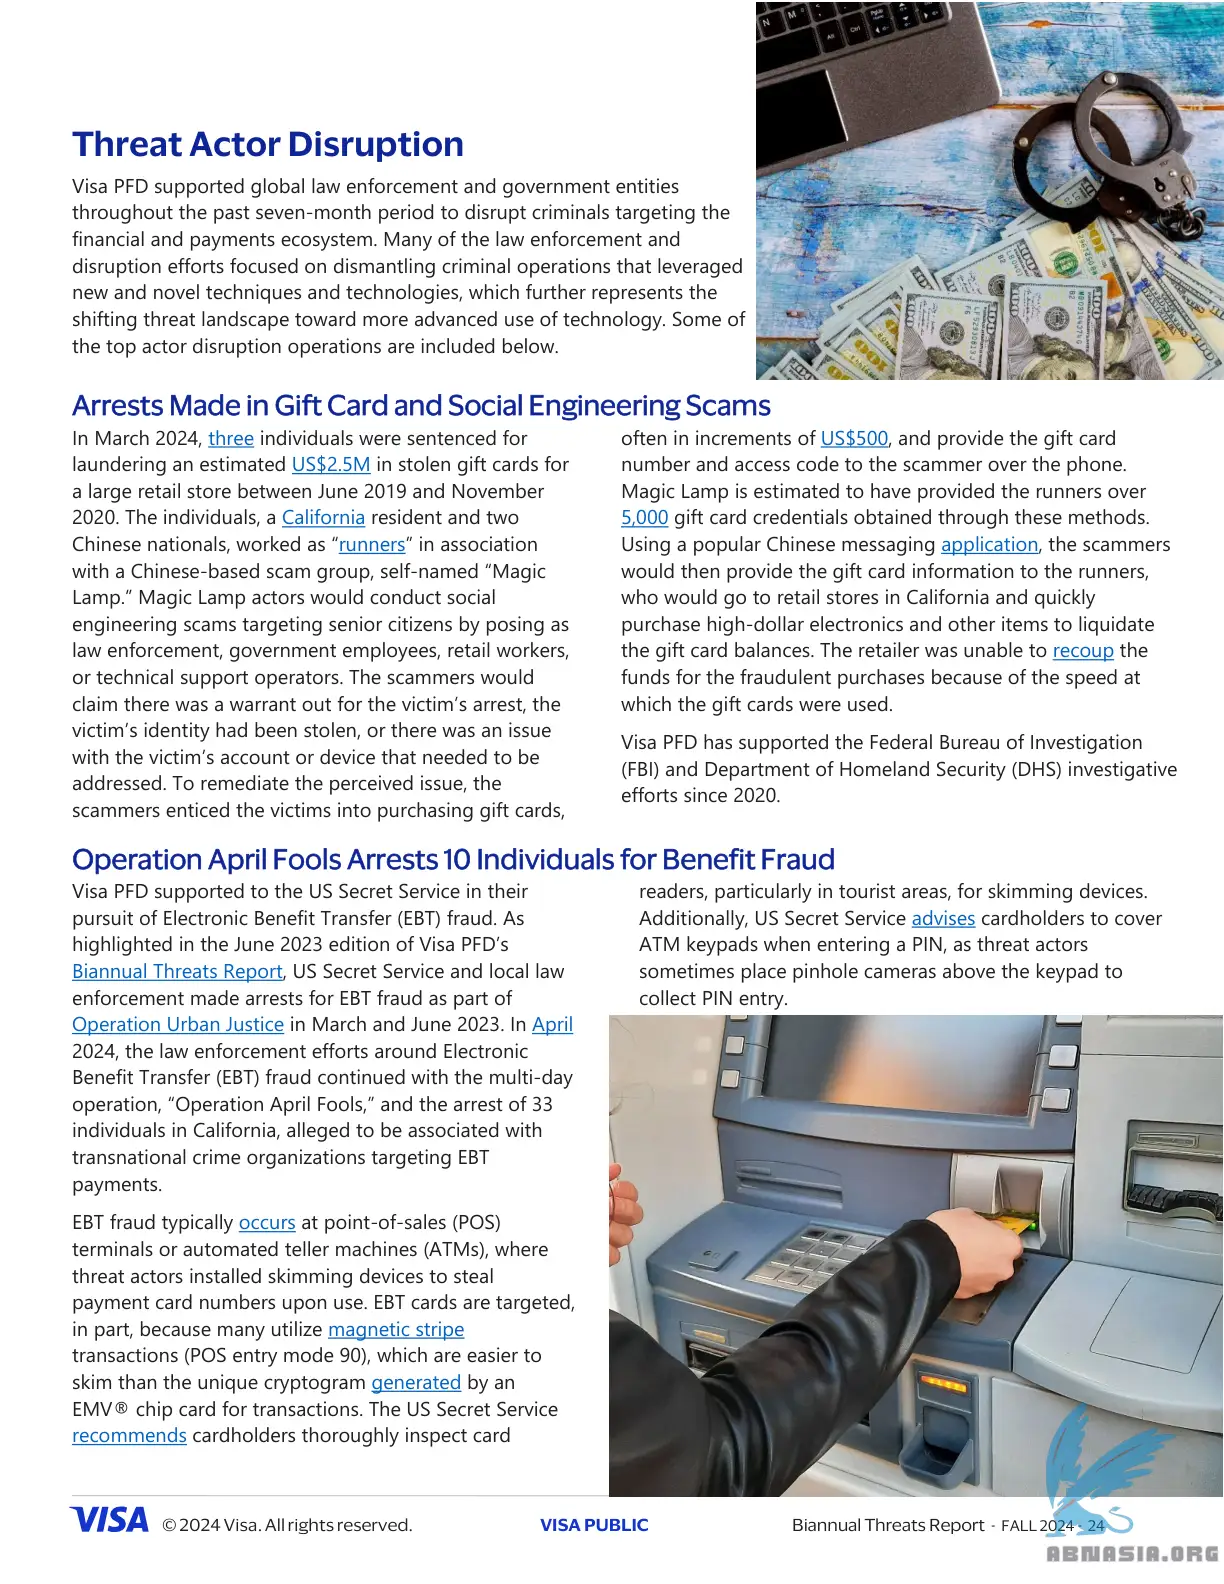 Threat Actor Disruption
Visa PFD supported global law enforcement and government entities
throughout the past seven-month period to disrupt criminals targeting the
financial and payments ecosystem. Many of the law enforcement and
disruption efforts focused on dismantling criminal operations that leveraged
new and novel techniques and technologies, which further represents the
shifting threat landscape toward more advanced use of technology. Some of
the top actor disruption operations are included below.
Arrests Made in Gift Card and Social Engineering Scams
In March 2024, three individuals were sentenced for
laundering an estimated US$2.5M in stolen gift cards for
a large retail store between June 2019 and November
2020. The individuals, a California resident and two
Chinese nationals, worked as “runners” in association
with a Chinese-based scam group, self-named “Magic
Lamp.” Magic Lamp actors would conduct social
engineering scams targeting senior citizens by posing as
law enforcement, government employees, retail workers,
or technical support operators. The scammers would
claim there was a warrant out for the victim’s arrest, the
victim’s identity had been stolen, or there was an issue
with the victim’s account or device that needed to be
addressed. To remediate the perceived issue, the
scammers enticed the victims into purchasing gift cards,
often in increments of US$500, and provide the gift card
number and access code to the scammer over the phone.
Magic Lamp is estimated to have provided the runners over
5,000 gift card credentials obtained through these methods.
Using a popular Chinese messaging application, the scammers
would then provide the gift card information to the runners,
who would go to retail stores in California and quickly
purchase high-dollar electronics and other items to liquidate
the gift card balances. The retailer was unable to recoup the
funds for the fraudulent purchases because of the speed at
which the gift cards were used.
Visa PFD has supported the Federal Bureau of Investigation
(FBI) and Department of Homeland Security (DHS) investigative
efforts since 2020.
Operation April Fools Arrests 10 Individuals for Benefit Fraud
Visa PFD supported to the US Secret Service in their
pursuit of Electronic Benefit Transfer (EBT) fraud. As
highlighted in the June 2023 edition of Visa PFD’s
Biannual Threats Report, US Secret Service and local law
enforcement made arrests for EBT fraud as part of
Operation Urban Justice in March and June 2023. In April
2024, the law enforcement efforts around Electronic
Benefit Transfer (EBT) fraud continued with the multi-day
operation, “Operation April Fools,” and the arrest of 33
individuals in California, alleged to be associated with
transnational crime organizations targeting EBT
payments.
EBT fraud typically occurs at point-of-sales (POS)
terminals or automated teller machines (ATMs), where
threat actors installed skimming devices to steal
payment card numbers upon use. EBT cards are targeted,
in part, because many utilize magnetic stripe
transactions (POS entry mode 90), which are easier to
skim than the unique cryptogram generated by an
EMV® chip card for transactions. The US Secret Service
recommends cardholders thoroughly inspect card
readers, particularly in tourist areas, for skimming devices.
Additionally, US Secret Service advises cardholders to cover
ATM keypads when entering a PIN, as threat actors
sometimes place pinhole cameras above the keypad to
collect PIN entry.
VISA © 2024 Visa. All rights reserved. VISA PUBLIC Biannual Threats Report - FALL 2024 - 24
ABNASIA.ORG